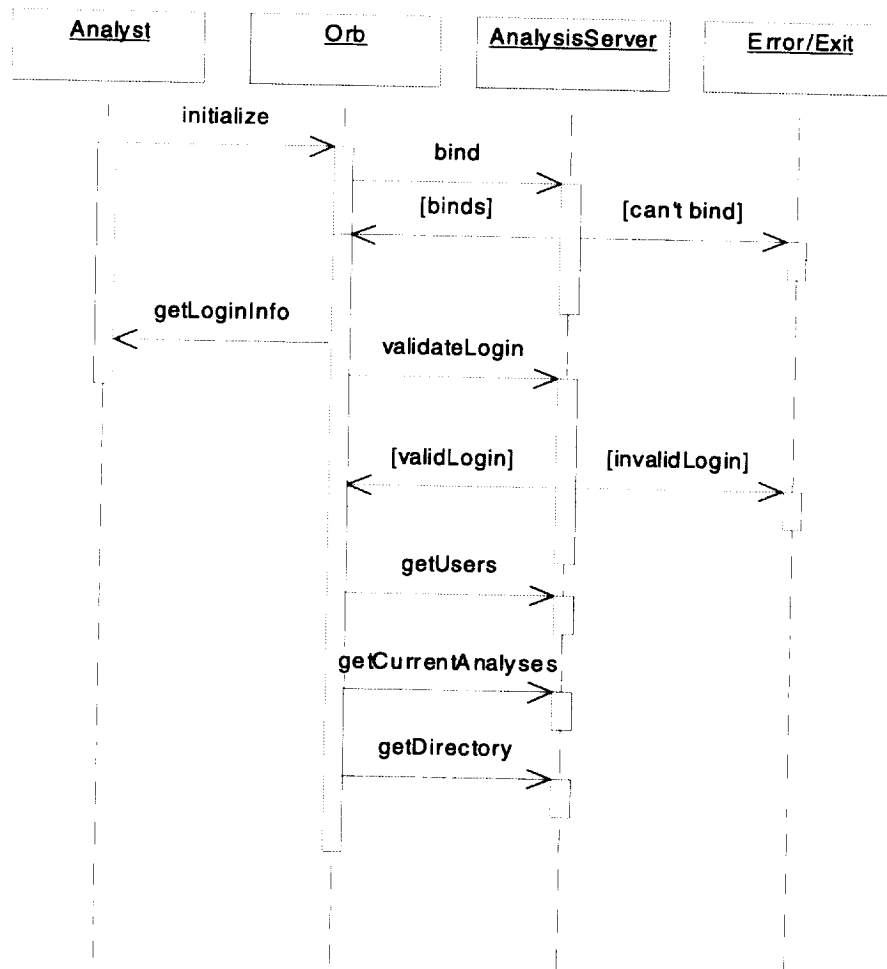 Analyst
Orb
AnalysisServer
Error/Exit
initialize
bind
[binds]
[can't bind]
getLoginInfo
validateLogin
[validLogin]
[invalidLogin]
getUsers
getCurrentAnalyses
getDirectory